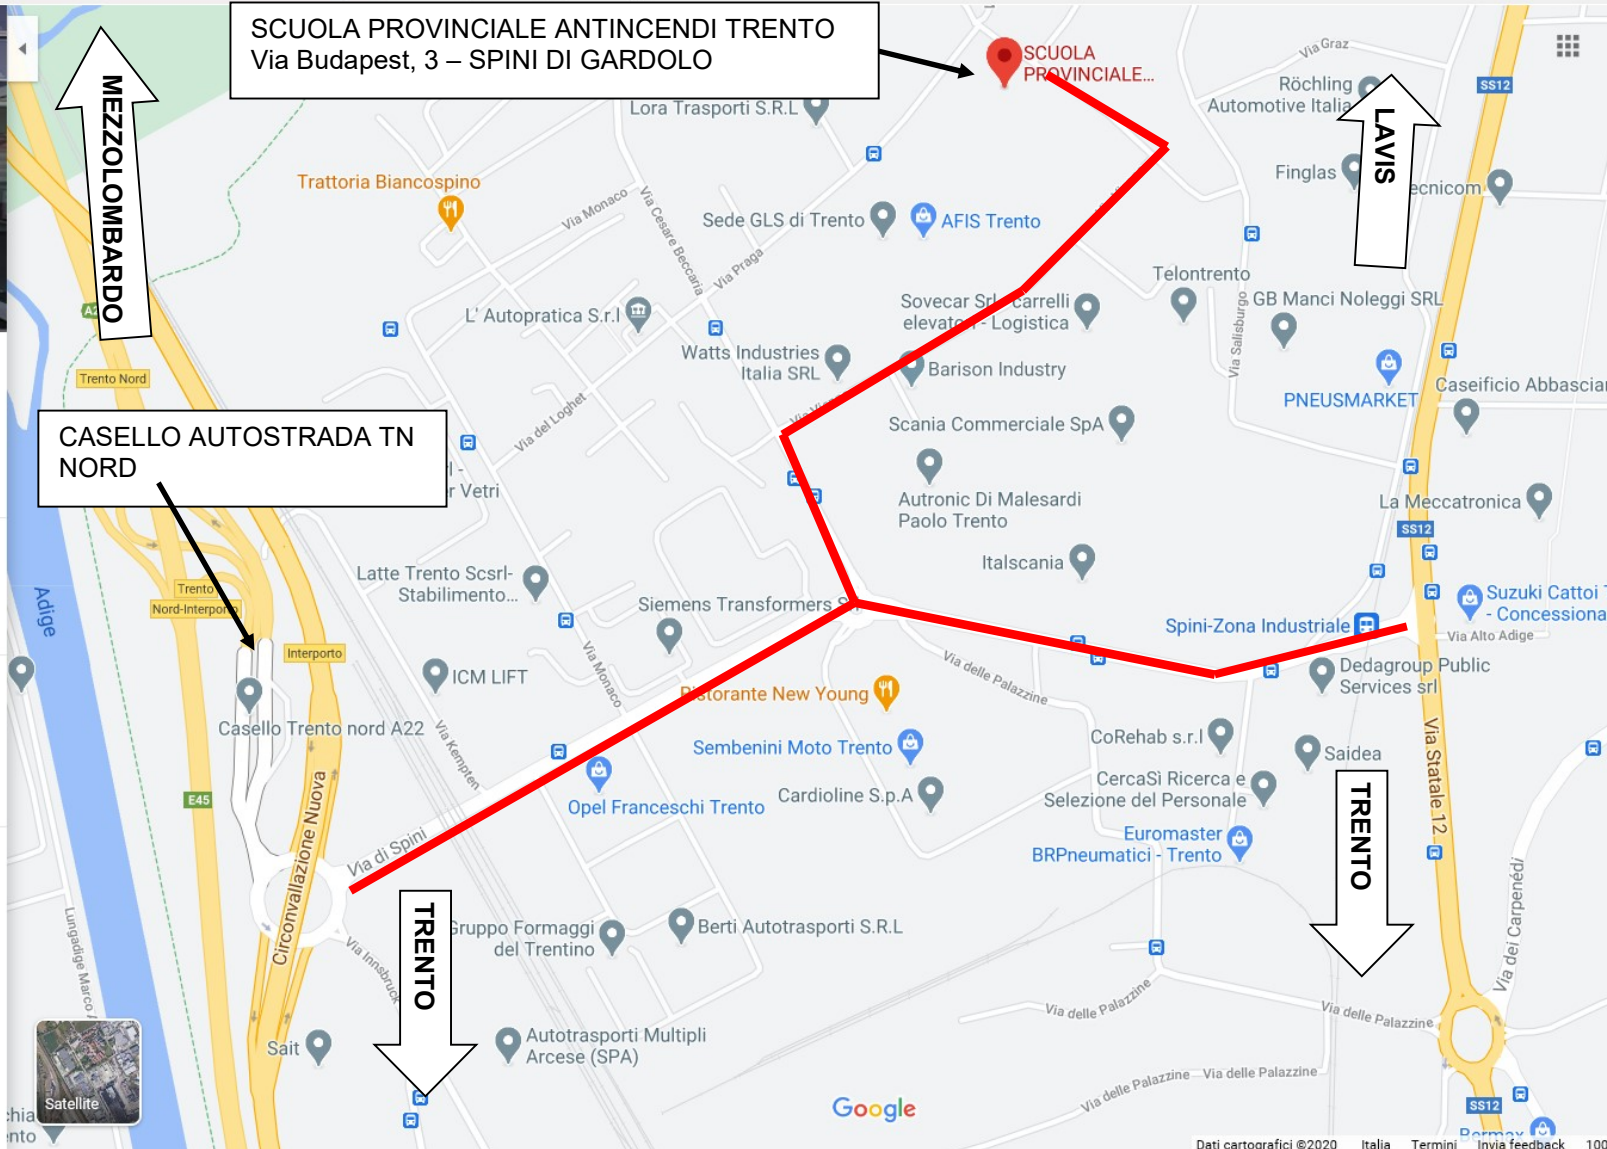 SCUOLA PROVINCIALE ANTINCENDI TRENTO
Via Budapest, 3 – SPINI DI GARDOLO
MEZZOLOMBARDO
SCUOLA
PROVINCIALE...
Via Graz
Röchling
Automotive Italia
SS12
LAVIS
Lora Trasporti S.R.L
Finglas
Trattoria Biancospino
Via Monaco
Via Cesare Beccaria
Sede GLS di Trento
AFIS Trento
Via Praga
Telontrento
Via Salisburgo
GB Manci Noleggi SRL
L' Autopratica S.r.l
Sovecar Srl
carrelli
- Logistica
Watts Industries
Italia SRL
Barison Industry
Trento Nord
PNEUSMARKET
Via del Loghet
Scania Commerciale SpA
CASELLO AUTOSTRADA TN
NORD
Vetri
Autronic Di Malesardi
Paolo Trento
La Meccatronica
SS12
Italscania
Adige
Trento
Latte Trento Scsrl-
Stabilimento...
Siemens Transformers
Suzuki Cattoi
- Concessiona
Spini-Zona Industriale
Via Alto Adige
Interporto
Via delle Palazzine
Dedagroup Public
Services srl
ICM LIFT
Via Monaco
Ristorante New Young
Casello Trento nord A22
Via Kempten
Sembenini Moto Trento
CoRehab s.r.l
Saidea
Via Statale 12
E45
Circonvallazione Nuova
Opel Franceschi Trento
Cardioline S.p.A
CercaSì Ricerca e
Selezione del Personale
TRENTO
Via di Spini
Euromaster
BRPneumatici - Trento
Via dei Carpenédi
TRENTO
Gruppo Formaggi
del Trentino
Berti Autotrasporti S.R.L
Lungadige Marco
Via Innsbruck
Via delle Palazzine
Via delle Palazzine
Sait
Autotrasporti Multipli
Arcese (SPA)
Satellite
Via delle Palazzine
Via delle Palazzine
Google
SS12
Bermax
Dati cartografici ©2020 Italia Termini Invia feedback 100